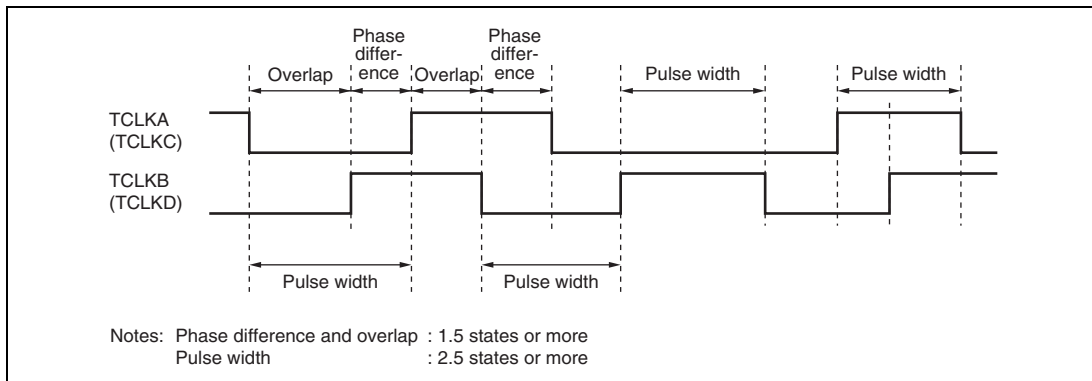 Phase
differ-
ence
Phase
differ-
ence
Overlap
Overlap
Pulse width
Pulse width
TCLKA
(TCLKC)
TCLKB
(TCLKD)
Pulse width
Pulse width
Notes: Phase difference and overlap : 1.5 states or more
Pulse width : 2.5 states or more